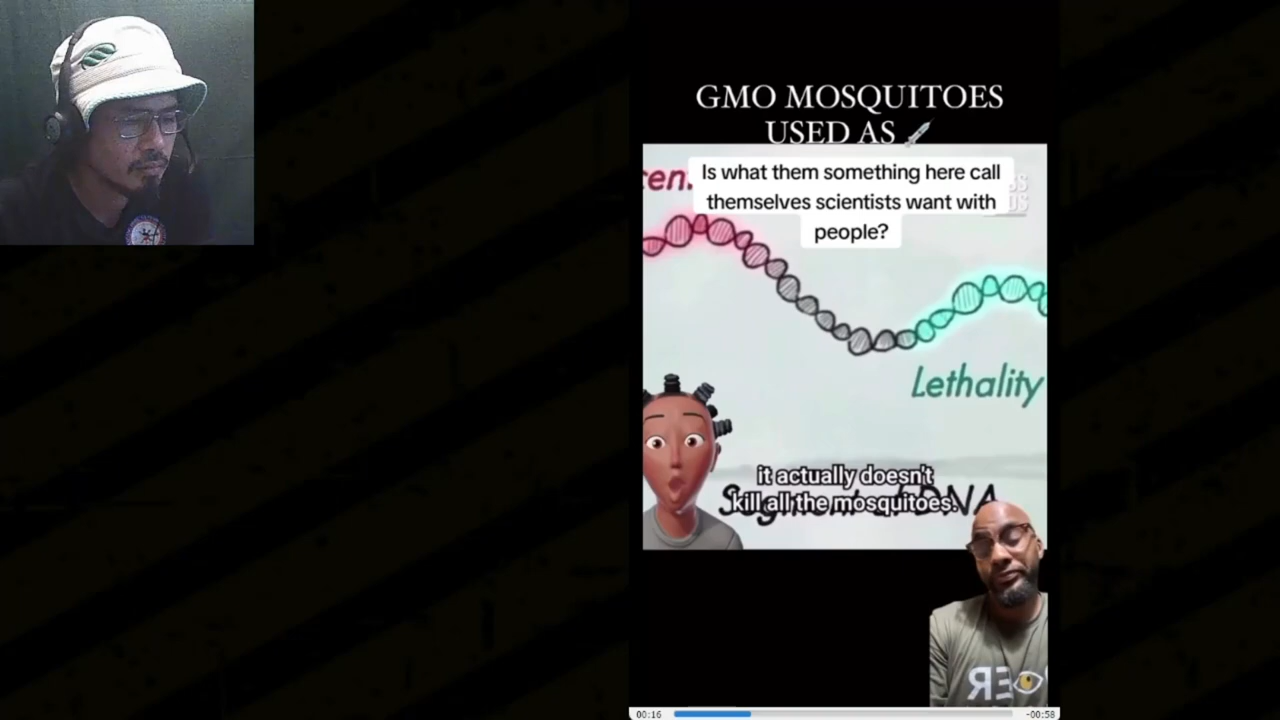 GMO MOSQUITOES
USED AS
Is what them something here call
themselves scientists want with
people?
Lethality
it actually doesn't
kill all the mosquitoes.
DNA
00:16
-00:58